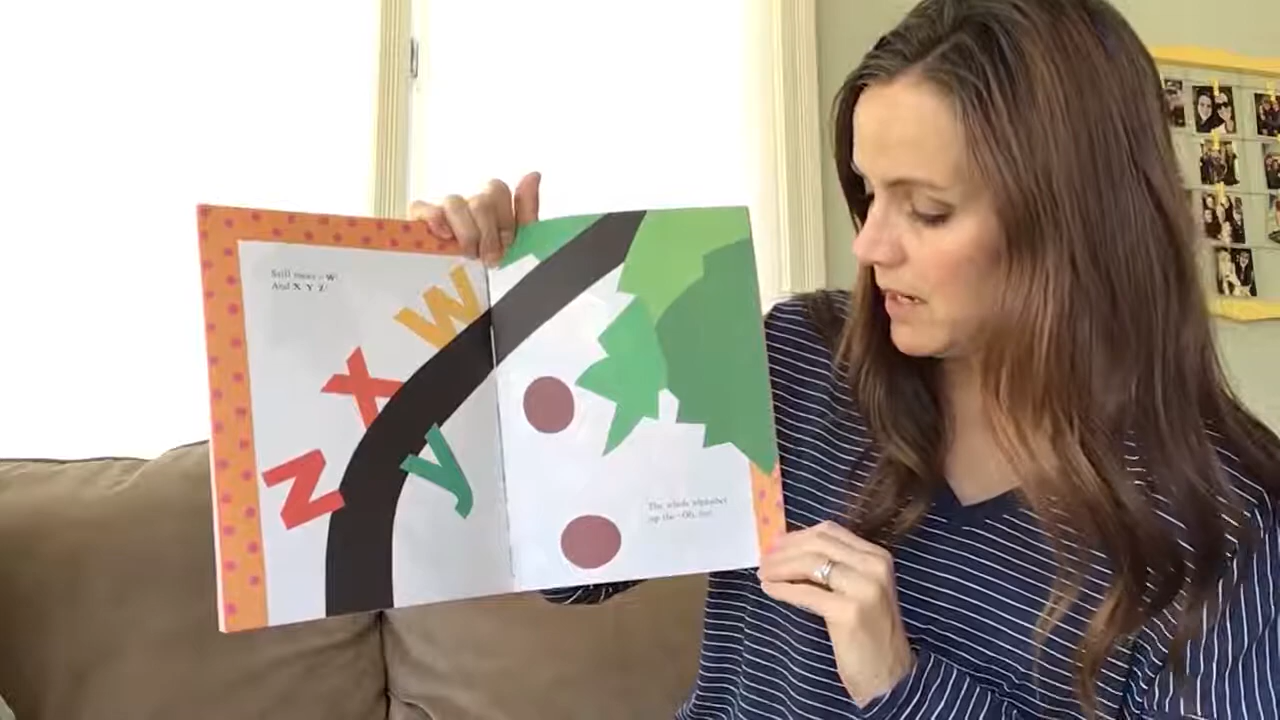 Still more – W!
And X Y Z!
W
X
Y
Z
The whole alphabet
up the – Oh, no!